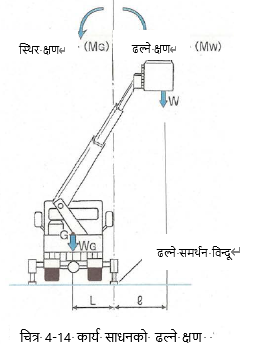 स्थिर क्षण (MG) ढल्ने क्षण (Mw)
W
G
WG
ढल्ने समर्थन विन्दू
L ℓ
चित्र 4-14 कार्य साधनको ढल्ने क्षण